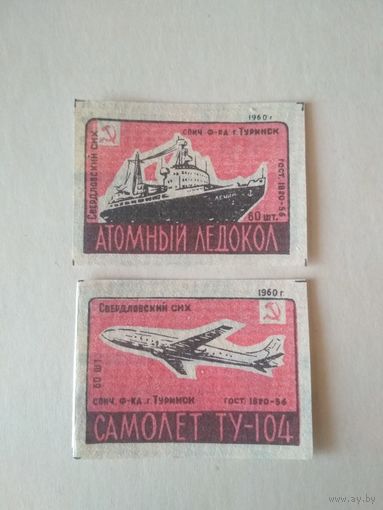 1960 г.
спич. ф-ка г. Туринск
Свердловский снх
ГОСТ 1820-56
ЛЕНИН
60 шт.
АТОМНЫЙ ЛЕДОКОЛ
1960 г.
Свердловский снх
60 шт.
спич. ф-ка г. Туринск
ГОСТ 1820-56
САМОЛЕТ ТУ-104
www.ay.by